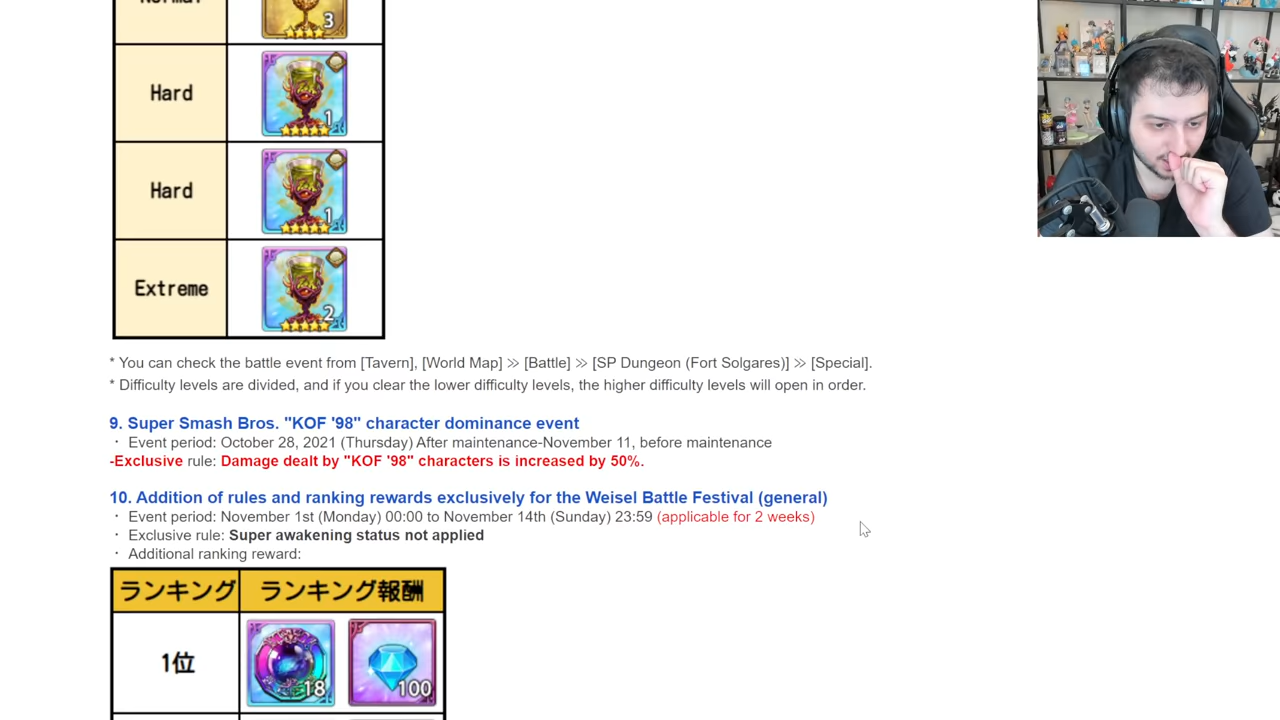 Normal
3
Hard
1
Hard
1
Extreme
2
* You can check the battle event from [Tavern], [World Map] >> [Battle] >> [SP Dungeon (Fort Solgares)] >> [Special].
* Difficulty levels are divided, and if you clear the lower difficulty levels, the higher difficulty levels will open in order.
9. Super Smash Bros. "KOF '98" character dominance event
・ Event period: October 28, 2021 (Thursday) After maintenance-November 11, before maintenance
-Exclusive rule: Damage dealt by "KOF '98" characters is increased by 50%.
10. Addition of rules and ranking rewards exclusively for the Weisel Battle Festival (general)
・ Event period: November 1st (Monday) 00:00 to November 14th (Sunday) 23:59 (applicable for 2 weeks)
・ Exclusive rule: Super awakening status not applied
・ Additional ranking reward:
ランキング ランキング報酬
1位 18 100